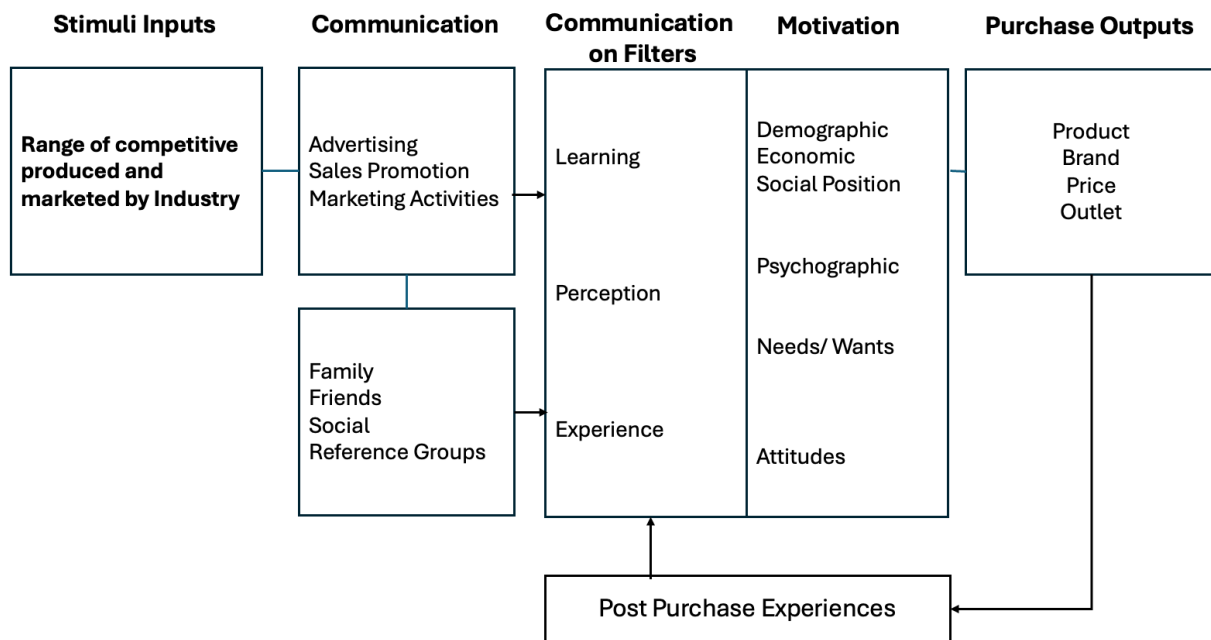 Stimuli Inputs
Communication
Communication
on Filters
Motivation
Purchase Outputs
Range of competitive
produced and
marketed by Industry
Advertising
Sales Promotion
Marketing Activities
Family
Friends
Social
Reference Groups
Learning
Perception
Experience
Demographic
Economic
Social Position
Psychographic
Needs/ Wants
Attitudes
Product
Brand
Price
Outlet
Post Purchase Experiences